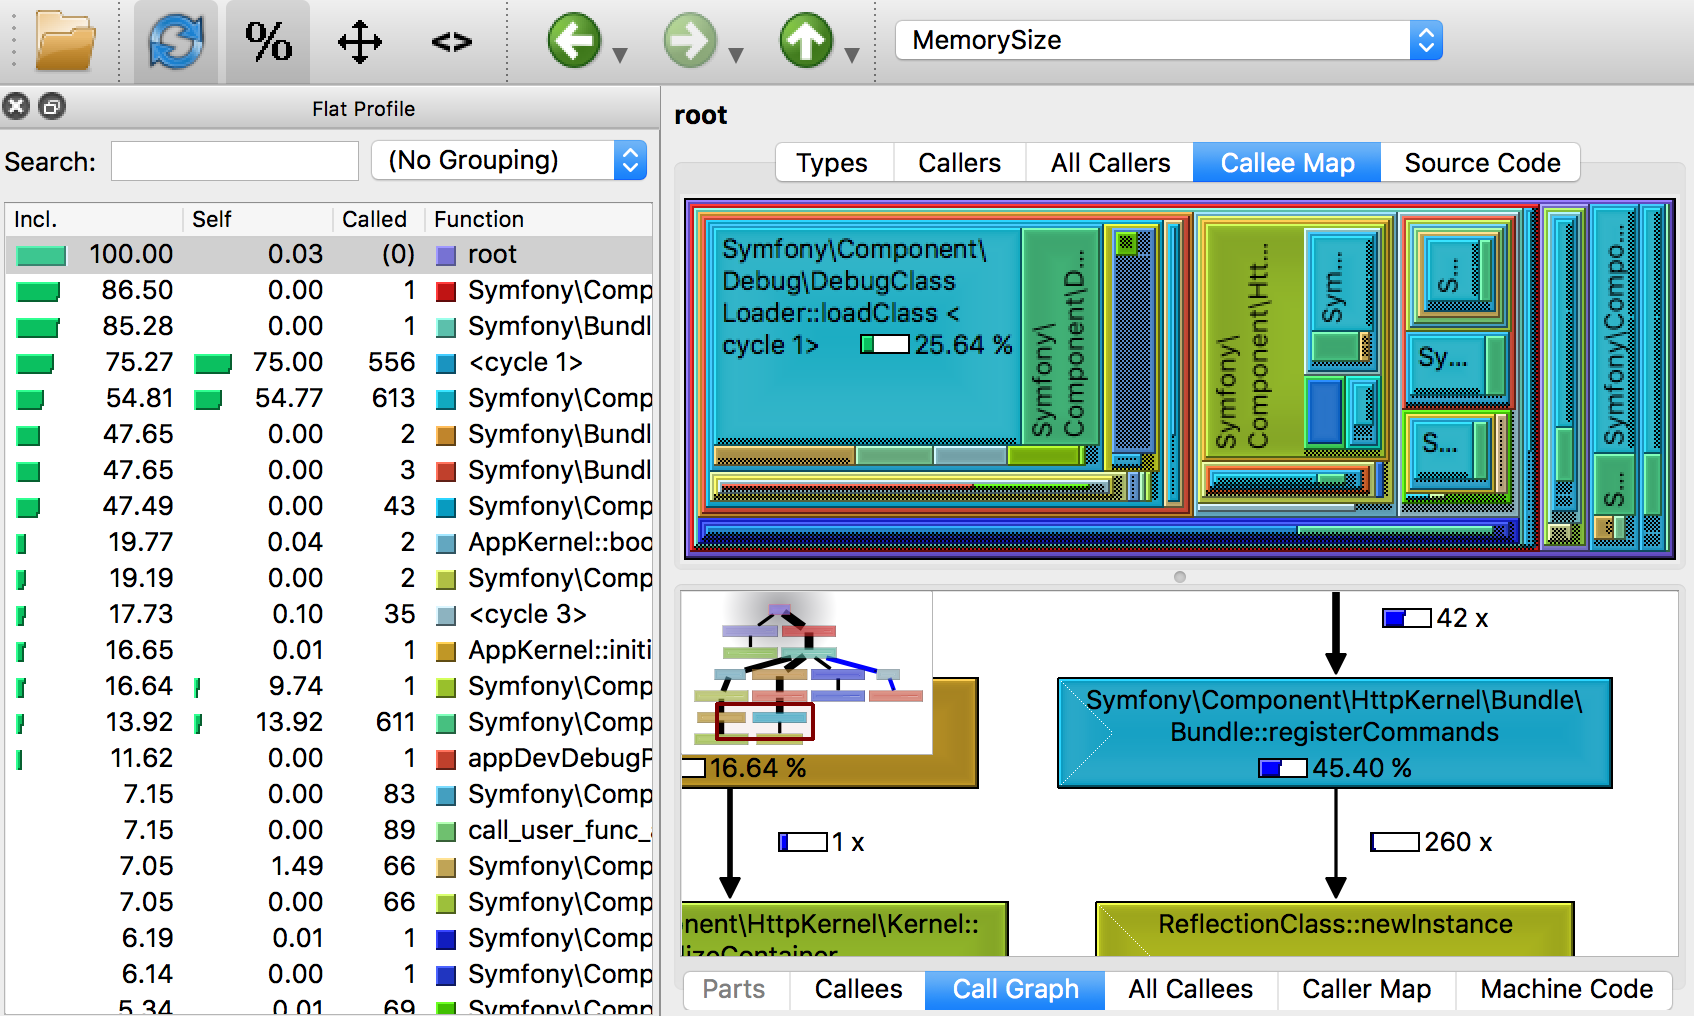 %
<>
MemorySize
Flat Profile
Search:
(No Grouping)
Incl. Self Called Function
100.00 0.03 (0) root
86.50 0.00 1 Symfony\Comp
85.28 0.00 1 Symfony\Bundl
75.27 75.00 556 <cycle 1>
54.81 54.77 613 Symfony\Comp
47.65 0.00 2 Symfony\Bundl
47.65 0.00 3 Symfony\Bundl
47.49 0.00 43 Symfony\Comp
19.77 0.04 2 AppKernel::boo
19.19 0.00 2 Symfony\Comp
17.73 0.10 35 <cycle 3>
16.65 0.01 1 AppKernel::initi
16.64 9.74 1 Symfony\Comp
13.92 13.92 611 Symfony\Comp
11.62 0.00 1 appDevDebugP
7.15 0.00 83 Symfony\Comp
7.15 0.00 89 call_user_func_
7.05 1.49 66 Symfony\Comp
7.05 0.00 66 Symfony\Comp
6.19 0.01 1 Symfony\Comp
6.14 0.00 1 Symfony\Comp
5.34 0.01 69 Symfony\Comp
root
Types Callers All Callers Callee Map Source Code
Symfony\Component\
Debug\DebugClass
Loader::loadClass <
cycle 1> 25.64 %
Symfony\
Component\D...
Symfony\
Component\Htt...
Sym...
S...
Sy...
S...
Symfony\Compo...
S...
42 x
Symfony\Component\HttpKernel\Bundle\
Bundle::registerCommands
45.40 %
16.64 %
1 x
260 x
nent\HttpKernel\Kernel::
lizeContainer
ReflectionClass::newInstance
Parts Callees Call Graph All Callees Caller Map Machine Code